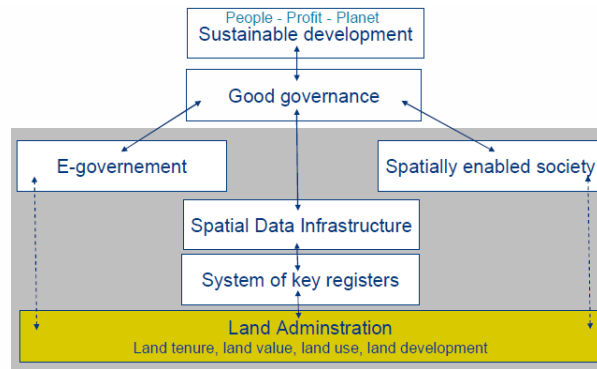 People - Profit - Planet
Sustainable development
Good governance
E-governement
Spatially enabled society
Spatial Data Infrastructure
System of key registers
Land Adminstration
Land tenure, land value, land use, land development